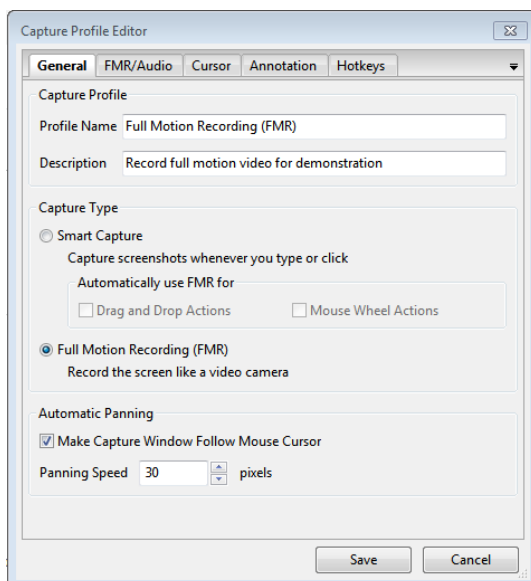 Capture Profile Editor
General FMR/Audio Cursor Annotation Hotkeys
Capture Profile
Profile Name Full Motion Recording (FMR)
Description Record full motion video for demonstration
Capture Type
Smart Capture
Capture screenshots whenever you type or click
Automatically use FMR for
Drag and Drop Actions Mouse Wheel Actions
Full Motion Recording (FMR)
Record the screen like a video camera
Automatic Panning
Make Capture Window Follow Mouse Cursor
Panning Speed 30 pixels
Save Cancel